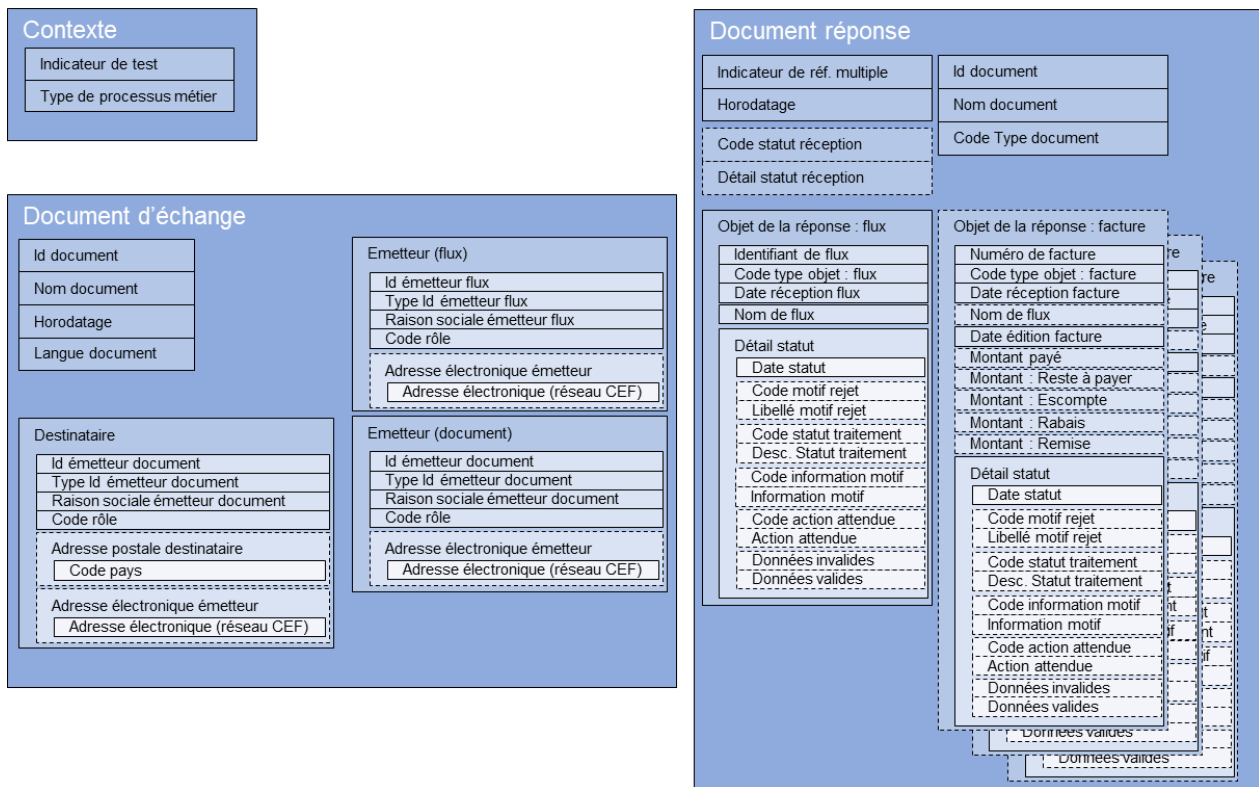 Contexte
Indicateur de test
Type de processus métier
Document d'échange
Id document
Nom document
Horodatage
Langue document
Emetteur (flux)
Id émetteur flux
Type Id émetteur flux
Raison sociale émetteur flux
Code rôle
Adresse électronique émetteur
Adresse électronique (réseau CEF)
Destinataire
Id émetteur document
Type Id émetteur document
Raison sociale émetteur document
Code rôle
Adresse postale destinataire
Code pays
Adresse électronique émetteur
Adresse électronique (réseau CEF)
Emetteur (document)
Id émetteur document
Type Id émetteur document
Raison sociale émetteur document
Code rôle
Adresse électronique émetteur
Adresse électronique (réseau CEF)
Document réponse
Indicateur de réf. multiple
Horodatage
Code statut réception
Détail statut réception
Id document
Nom document
Code Type document
Objet de la réponse : flux
Identifiant de flux
Code type objet : flux
Date réception flux
Nom de flux
Détail statut
Date statut
Code motif rejet
Libellé motif rejet
Code statut traitement
Desc. Statut traitement
Code information motif
Information motif
Code action attendue
Action attendue
Données invalides
Données valides
Objet de la réponse : facture
Numéro de facture
Code type objet : facture
Date réception facture
Nom de flux
Date édition facture
Montant payé
Montant : Reste à payer
Montant : Escompte
Montant : Rabais
Montant : Remise
Détail statut
Date statut
Code motif rejet
Libellé motif rejet
Code statut traitement
Desc. Statut traitement
Code information motif
Information motif
Code action attendue
Action attendue
Données invalides
Données valides
Données valides
Données valides